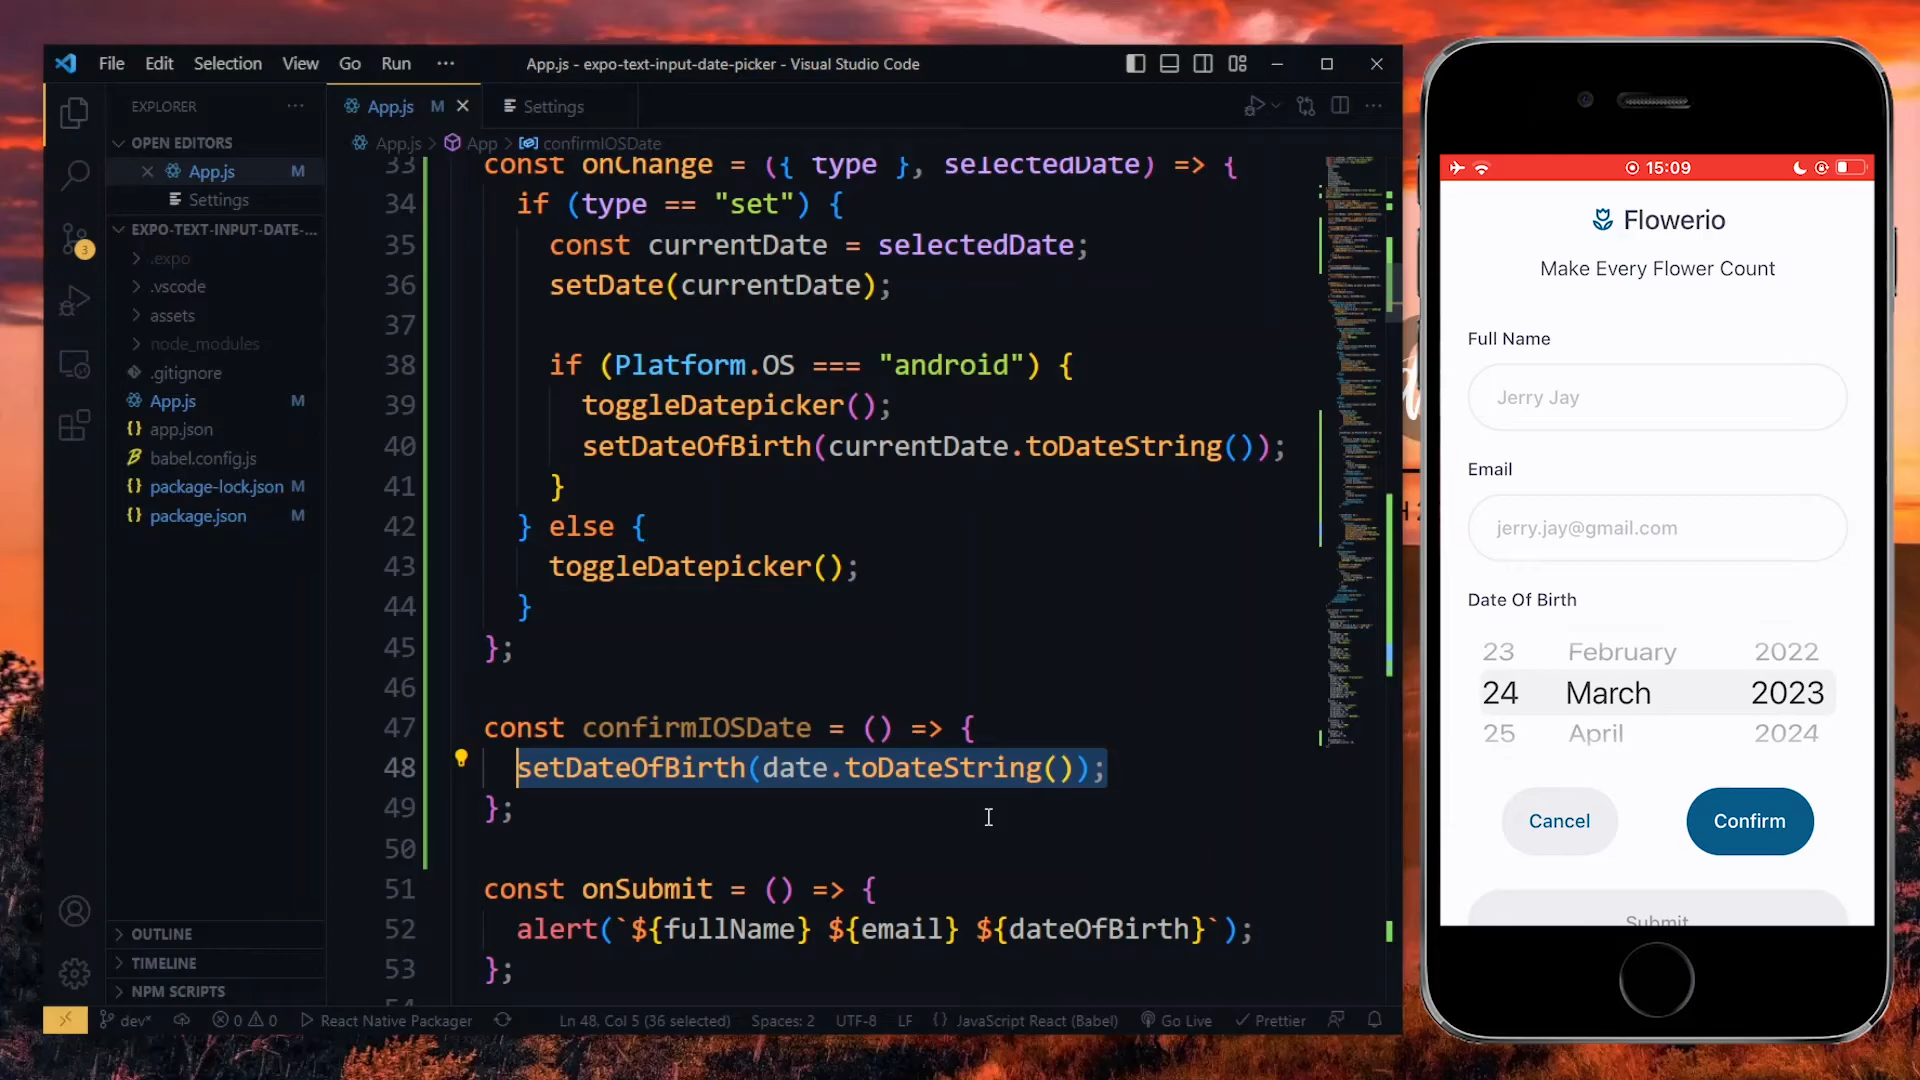 File Edit Selection View Go Run ···
App.js - expo-text-input-date-picker - Visual Studio Code
EXPLORER ···
OPEN EDITORS
App.js M
Settings
EXPO-TEXT-INPUT-DATE-...
.expo
.vscode
assets
node_modules
.gitignore
App.js M
app.json
babel.config.js
package-lock.json M
package.json M
OUTLINE
TIMELINE
NPM SCRIPTS
App.js M
Settings
App.js > App > confirmIOSDate
33 const onChange = ({ type }, selectedDate) => {
34 if (type == "set") {
35 const currentDate = selectedDate;
36 setDate(currentDate);
37
38 if (Platform.OS === "android") {
39 toggleDatepicker();
40 setDateOfBirth(currentDate.toDateString());
41 }
42 } else {
43 toggleDatepicker();
44 }
45 };
46
47 const confirmIOSDate = () => {
48 setDateOfBirth(date.toDateString());
49 };
50
51 const onSubmit = () => {
52 alert(`${fullName} ${email} ${dateOfBirth}`);
53 };
3
dev* 0 0 React Native Packager Ln 48, Col 5 (36 selected) Spaces: 2 UTF-8 LF {} JavaScript React (Babel) Go Live Prettier
15:09
Flowerio
Make Every Flower Count
Full Name
Jerry Jay
Email
jerry.jay@gmail.com
Date Of Birth
23 February 2022
24 March 2023
25 April 2024
Cancel Confirm
Submit